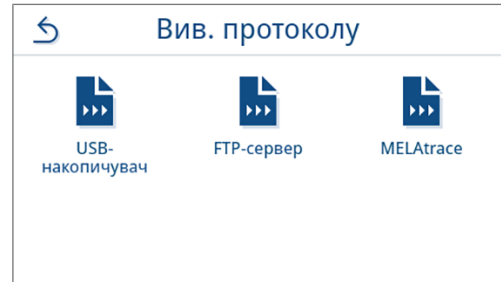 Вив. протоколу
USB-
накопичувач
FTP-сервер
MELAtrace